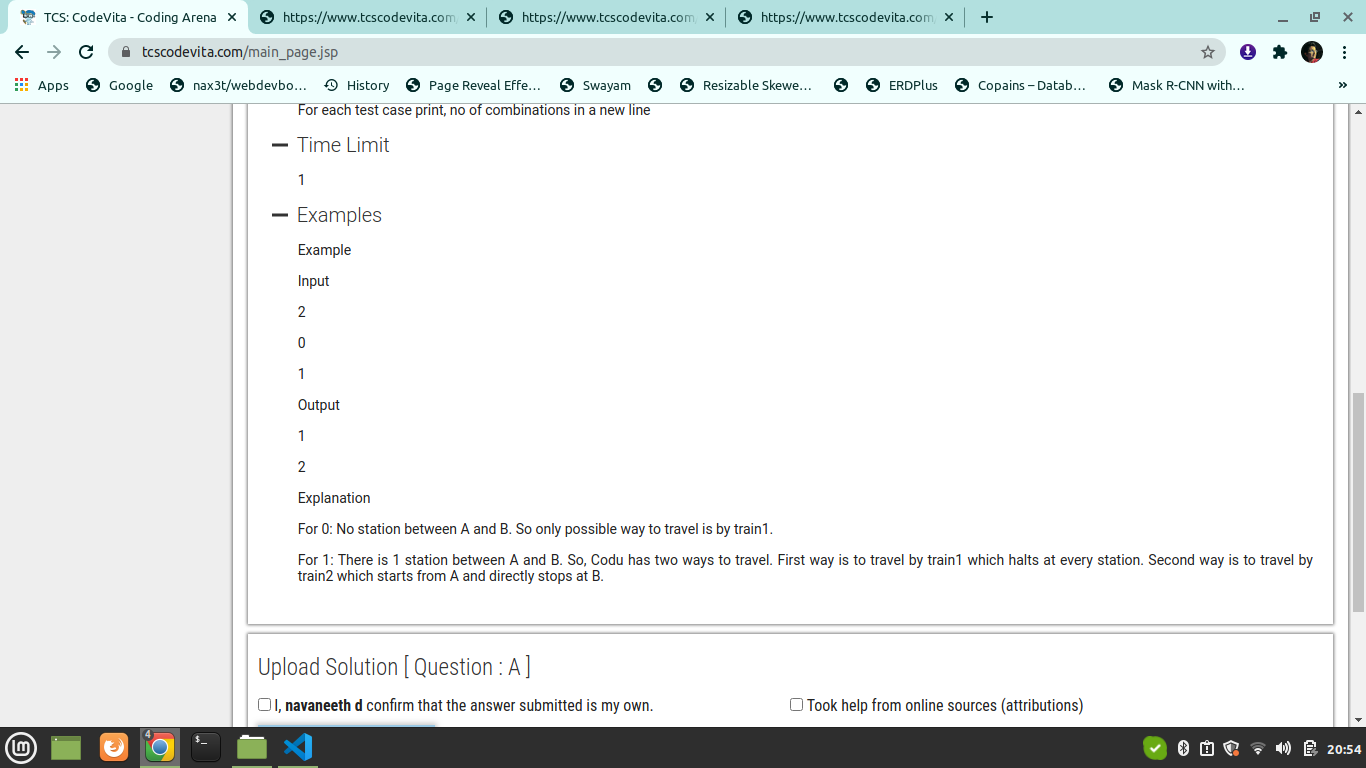 TCS: CodeVita - Coding Arena
https://www.tcscodevita.com
https://www.tcscodevita.com
https://www.tcscodevita.com
tcscodevita.com/main_page.jsp
Apps
Google
nax3t/webdevbo...
History
Page Reveal Effe...
Swayam
Resizable Skewe...
ERDPlus
Copains – Datab...
Mask R-CNN with...
»
For each test case print, no of combinations in a new line
Time Limit
1
Examples
Example
Input
2
0
1
Output
1
2
Explanation
For 0: No station between A and B. So only possible way to travel is by train1.
For 1: There is 1 station between A and B. So, Codu has two ways to travel. First way is to travel by train1 which halts at every station. Second way is to travel by
train2 which starts from A and directly stops at B.
Upload Solution [ Question : A ]
I, navaneeth d confirm that the answer submitted is my own.
Took help from online sources (attributions)
4
$_
20:54